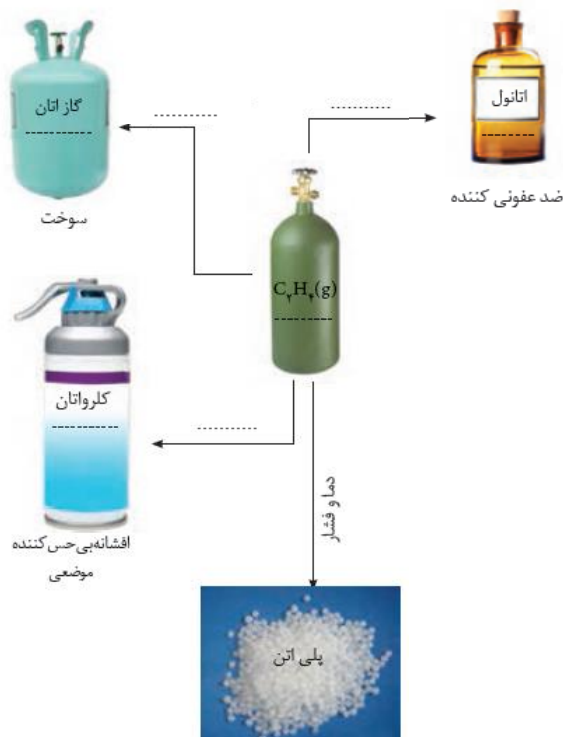 گاز اتان
------------
سوخت
------------
------------
اتانول
----------
ضد عفونی کننده
C₂H₄(g)
------------
کلرواتان
------------
افشانه‌بی‌حس‌کننده
موضعی
------------
دما و فشار
پلی اتن